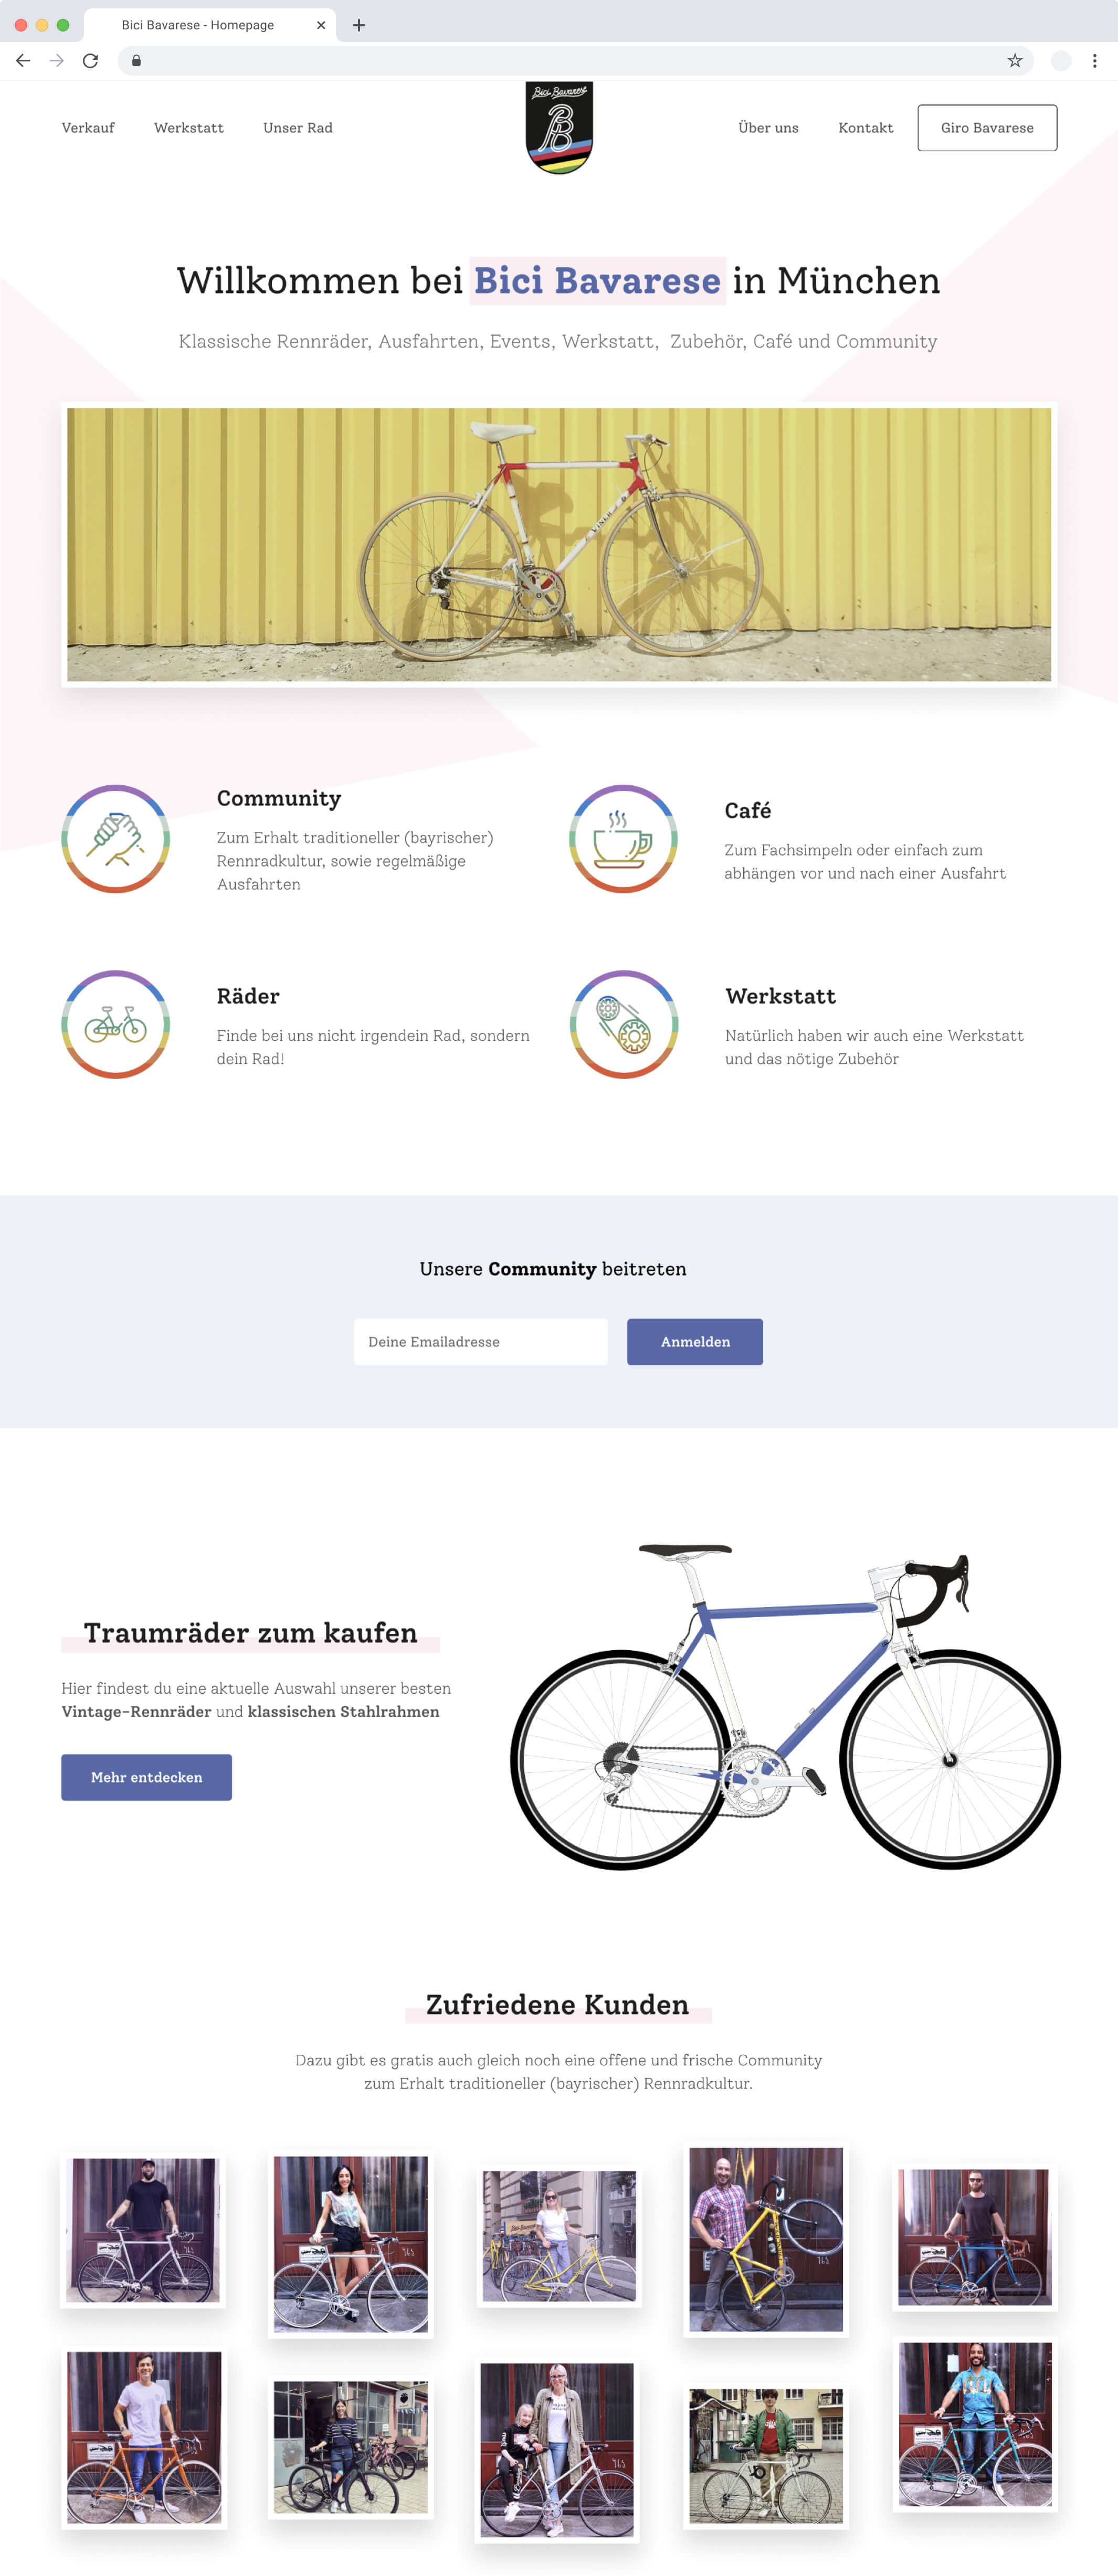 Bici Bavarese - Homepage
Bici Bavarese
Verkauf Werkstatt Unser Rad Über uns Kontakt Giro Bavarese
Willkommen bei Bici Bavarese in München
Klassische Rennräder, Ausfahrten, Events, Werkstatt, Zubehör, Café und Community
VINER
Community
Zum Erhalt traditioneller (bayrischer)
Rennradkultur, sowie regelmäßige
Ausfahrten
Café
Zum Fachsimpeln oder einfach zum
abhängen vor und nach einer Ausfahrt
Räder
Finde bei uns nicht irgendein Rad, sondern
dein Rad!
Werkstatt
Natürlich haben wir auch eine Werkstatt
und das nötige Zubehör
Unsere Community beitreten
Deine Emailadresse Anmelden
Traumräder zum kaufen
Hier findest du eine aktuelle Auswahl unserer besten
Vintage-Rennräder und klassischen Stahlrahmen
Mehr entdecken
Zufriedene Kunden
Dazu gibt es gratis auch gleich noch eine offene und frische Community
zum Erhalt traditioneller (bayrischer) Rennradkultur.